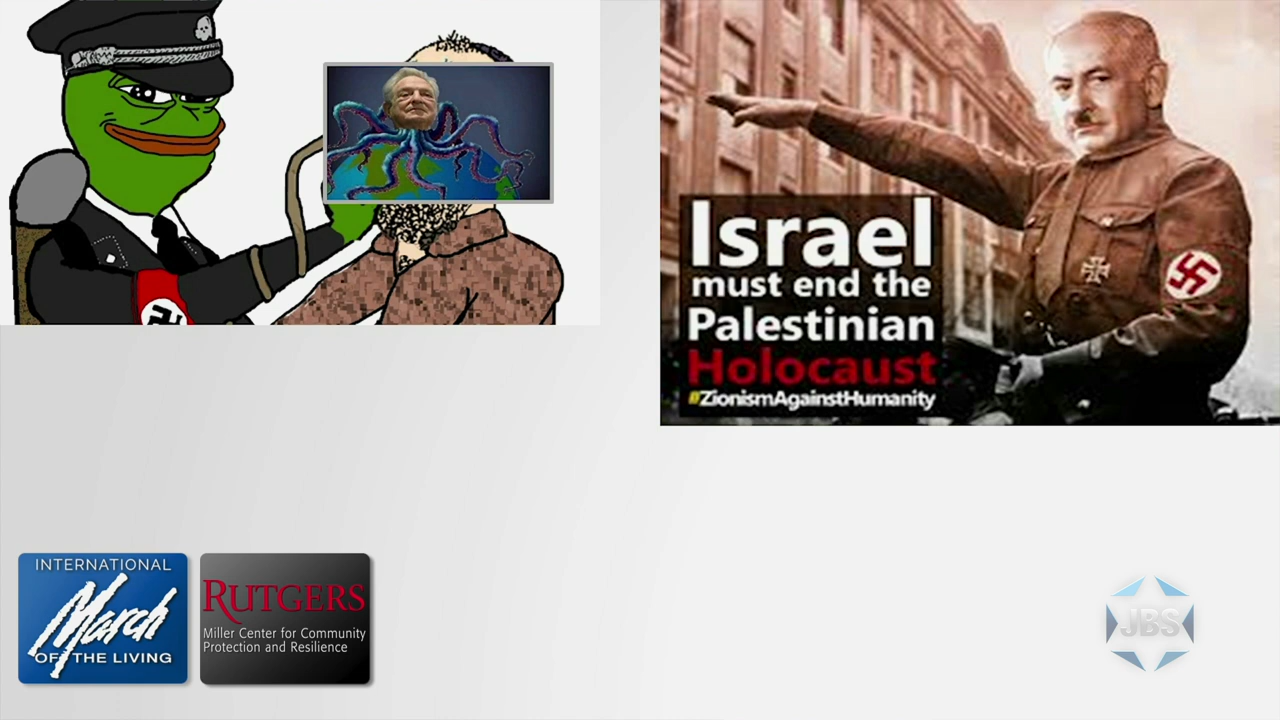 Israel
must end the
Palestinian
Holocaust
#ZionismAgainstHumanity
INTERNATIONAL
March
OF THE LIVING
RUTGERS
Miller Center for Community
Protection and Resilience
JBS